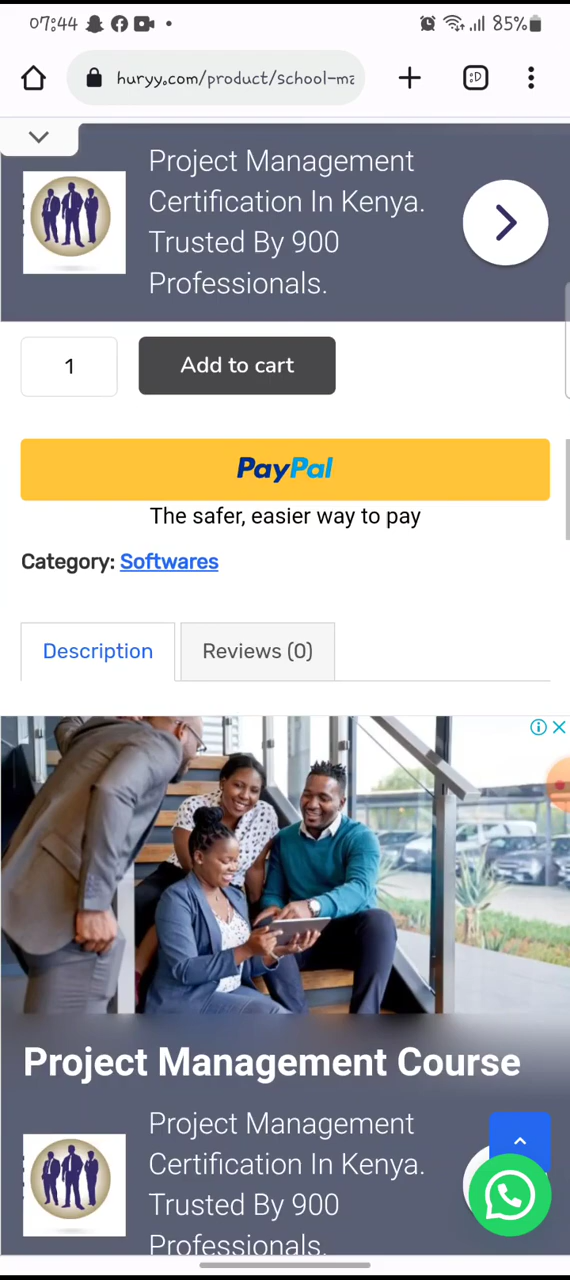 07:44
85%
huryy.com/product/school-ma
:D
Project Management
Certification In Kenya.
Trusted By 900
Professionals.
1
Add to cart
PayPal
The safer, easier way to pay
Category: Softwares
Description
Reviews (0)
Project Management Course
Project Management
Certification In Kenya.
Trusted By 900
Professionals.